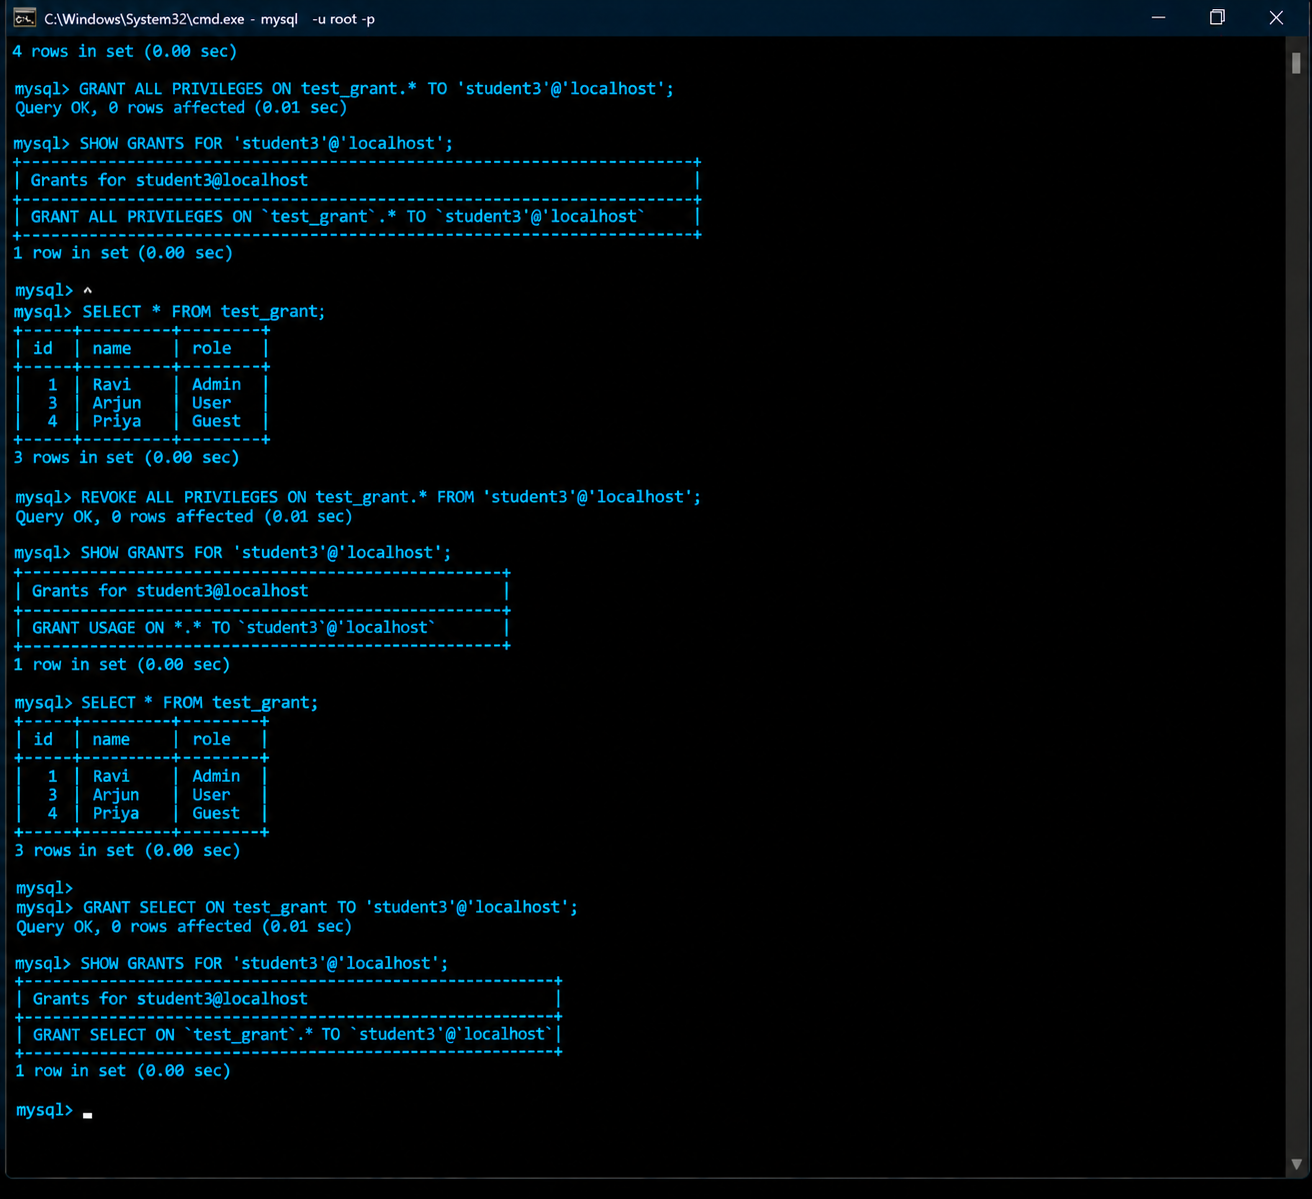 C:\Windows\System32\cmd.exe - mysql  -u root -p
4 rows in set (0.00 sec)
mysql> GRANT ALL PRIVILEGES ON test_grant.* TO 'student3'@'localhost';
Query OK, 0 rows affected (0.01 sec)
mysql> SHOW GRANTS FOR 'student3'@'localhost';
+----------------------------------------------------------------------+
| Grants for student3@localhost |
+----------------------------------------------------------------------+
| GRANT ALL PRIVILEGES ON `test_grant`.* TO `student3'@'localhost` |
+----------------------------------------------------------------------+
1 row in set (0.00 sec)
mysql> ^
mysql> SELECT * FROM test_grant;
+-----+---------+--------+
| id | name | role |
+-----+---------+--------+
| 1 | Ravi | Admin |
| 3 | Arjun | User |
| 4 | Priya | Guest |
+-----+---------+--------+
3 rows in set (0.00 sec)
mysql> REVOKE ALL PRIVILEGES ON test_grant.* FROM 'student3'@'localhost';
Query OK, 0 rows affected (0.01 sec)
mysql> SHOW GRANTS FOR 'student3'@'localhost';
+--------------------------------------------------+
| Grants for student3@localhost |
+--------------------------------------------------+
| GRANT USAGE ON *.* TO `student3`@'localhost` |
+--------------------------------------------------+
1 row in set (0.00 sec)
mysql> SELECT * FROM test_grant;
+-----+---------+--------+
| id | name | role |
+-----+---------+--------+
| 1 | Ravi | Admin |
| 3 | Arjun | User |
| 4 | Priya | Guest |
+-----+---------+--------+
3 rows in set (0.00 sec)
mysql>
mysql> GRANT SELECT ON test_grant TO 'student3'@'localhost';
Query OK, 0 rows affected (0.01 sec)
mysql> SHOW GRANTS FOR 'student3'@'localhost';
+-------------------------------------------------------+
| Grants for student3@localhost |
+-------------------------------------------------------+
| GRANT SELECT ON `test_grant`.* TO `student3'@`localhost`|
+-------------------------------------------------------+
1 row in set (0.00 sec)
mysql>